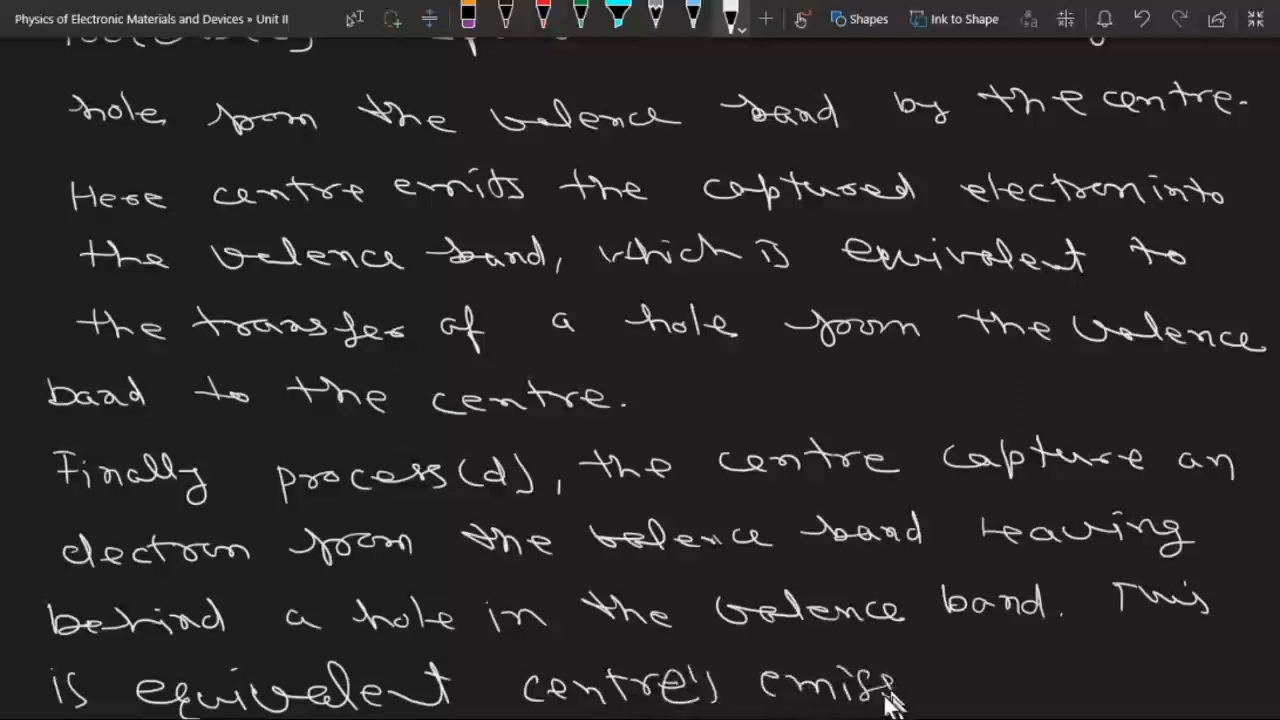 Physics of Electronic Materials and Devices » Unit II
Shapes
Ink to Shape
hole from the valence band by the centre.
Here centre emits the captured electron into
the valence band, which is equivalent to
the transfer of a hole from the valence
band to the centre.
Finally process(d), the centre capture an
electron from the valence band leaving
behind a hole in the valence band. This
is equivalent centre's emiss